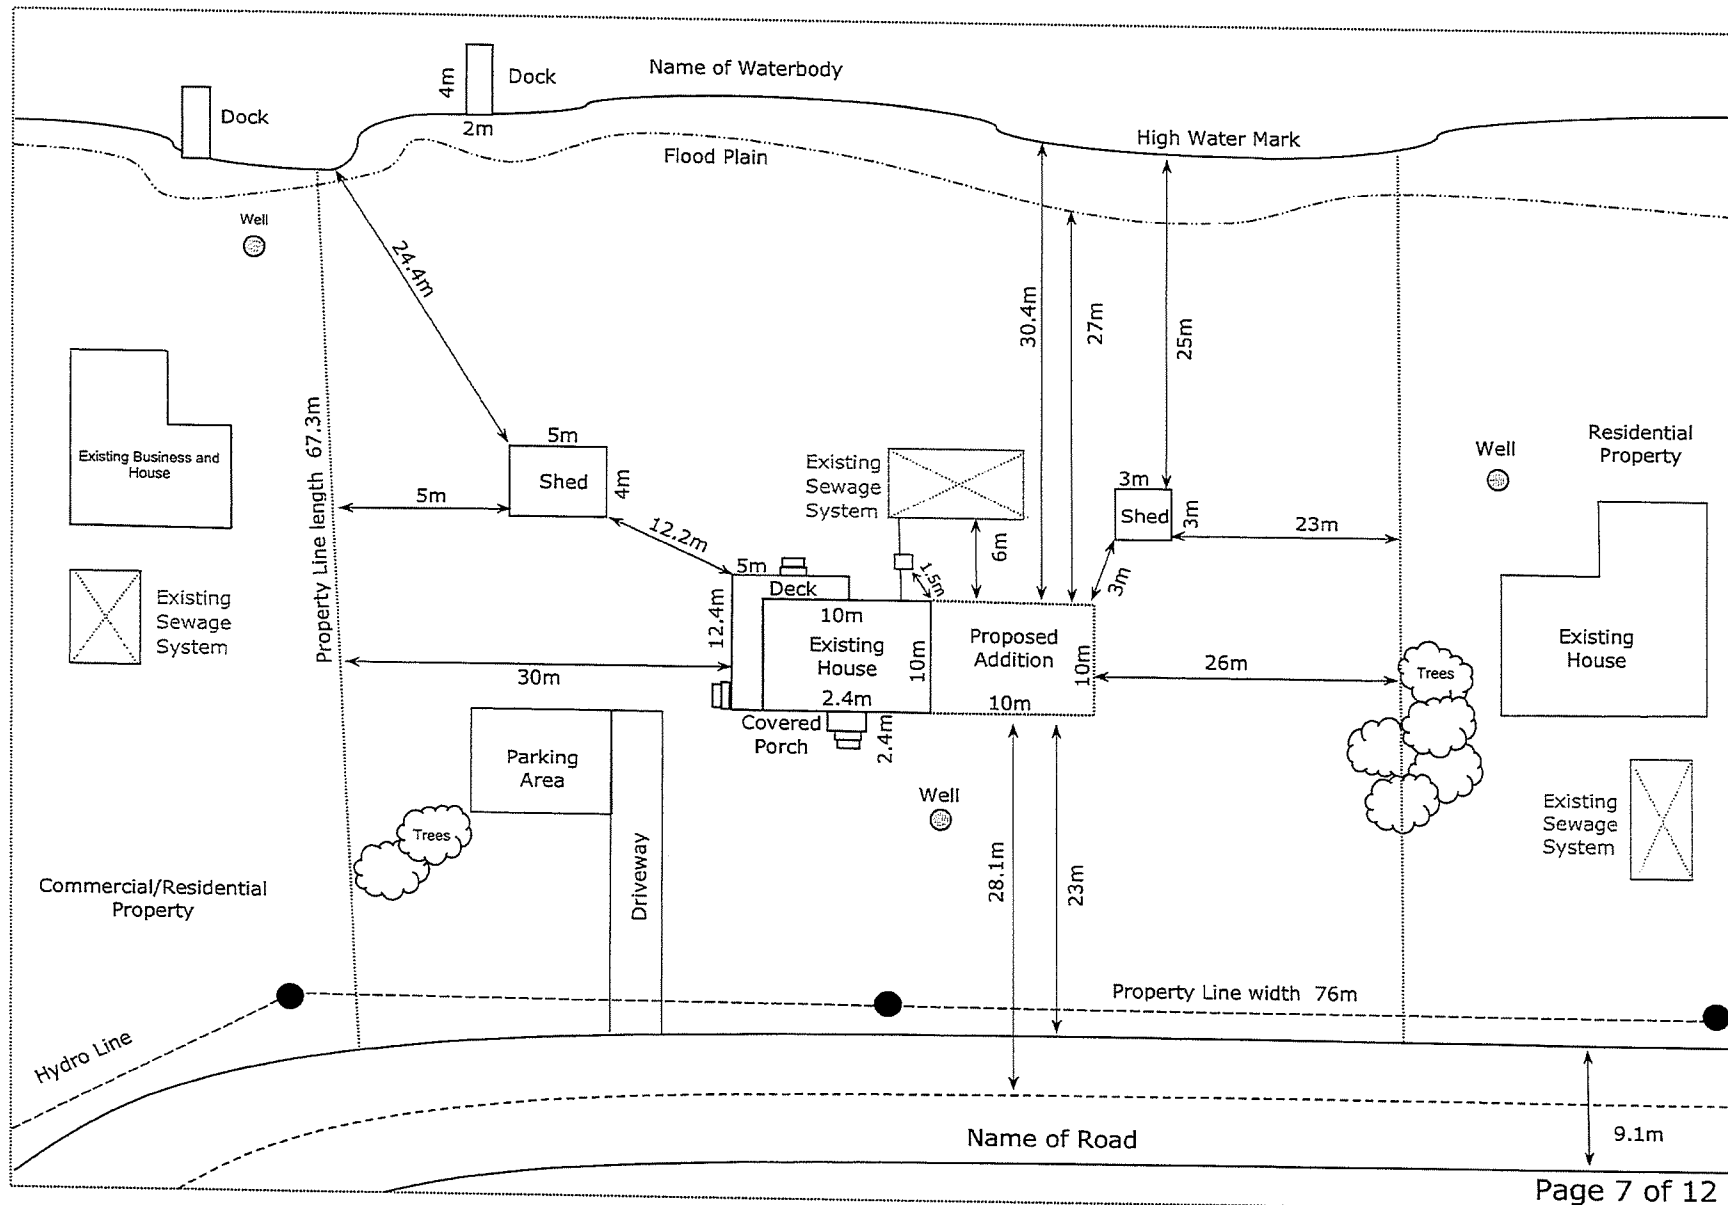 Name of Waterbody
Dock
4m
2m
Dock
High Water Mark
Flood Plain
Well
24.4m
30.4m
27m
25m
Existing Business and
House
Property Line length 67.3m
5m
Shed
4m
5m
12.2m
Existing
Sewage
System
6m
1.5m
3m
Shed
3m
3m
23m
Well
Residential
Property
Existing
Sewage
System
5m
Deck
12.4m
10m
Existing
House
10m
2.4m
Covered
Porch
2.4m
Proposed
Addition
10m
10m
30m
26m
Trees
Existing
House
Parking
Area
Trees
Driveway
Well
28.1m
23m
Existing
Sewage
System
Commercial/Residential
Property
Property Line width 76m
Hydro Line
Name of Road
9.1m
Page 7 of 12